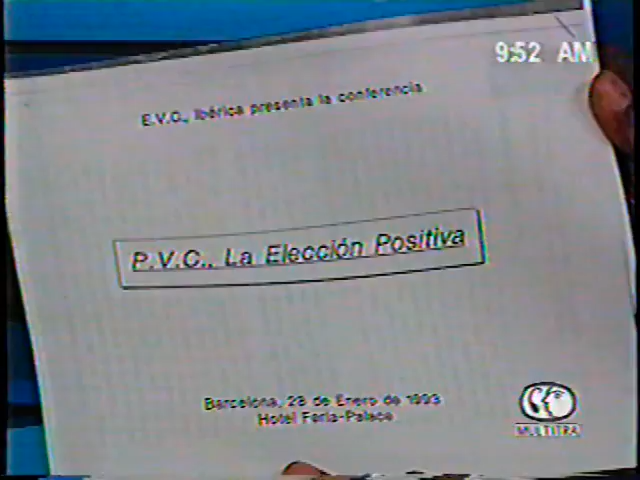 9:52 AM
E.V.C., Ibérica presenta la conferencia
P.V.C., La Elección Positiva
Barcelona, 28 de Enero de 1993
Hotel Feria-Palace
MULTITRA